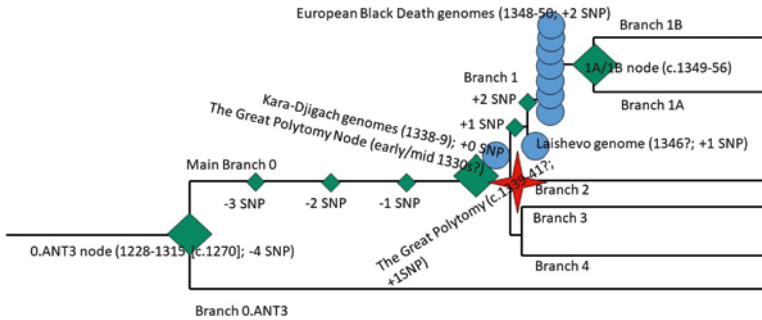 European Black Death genomes (1348-50; +2 SNP)
Branch 1B
1A/1B node (c.1349-56)
Branch 1
+2 SNP
Branch 1A
Kara-Djigach genomes (1338-9); +0 SNP
+1 SNP
The Great Polytomy Node (early/mid 1330s?)
Laishevo genome (1346?; +1 SNP)
Main Branch 0
-3 SNP
-2 SNP
-1 SNP
The Great Polytomy (c.1339-41?;
+1SNP)
Branch 2
Branch 3
0.ANT3 node (1228-1315 [c.1270]; -4 SNP)
Branch 4
Branch 0.ANT3